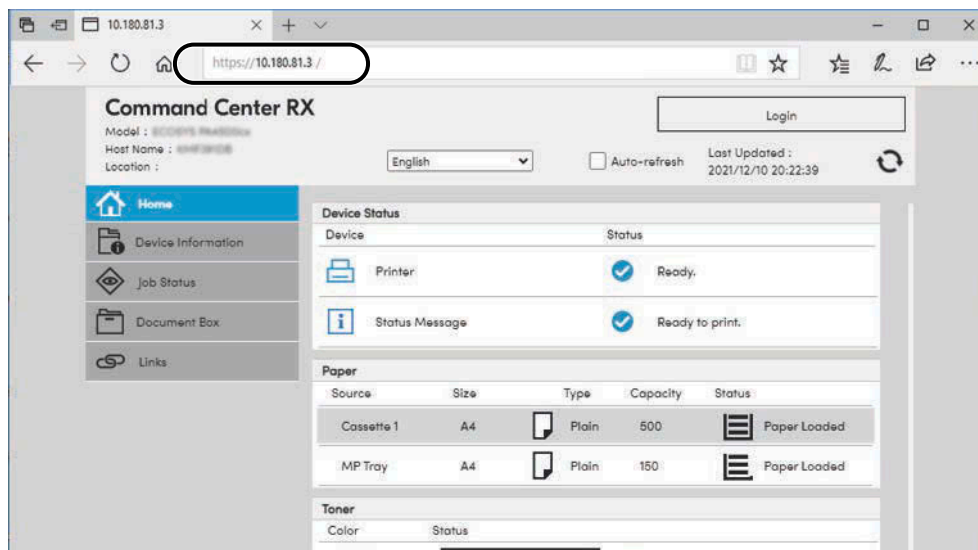 10.180.81.3
https://10.180.81.3 /
Command Center RX
Login
Model :
Host Name :
Location :
English
Auto-refresh
Last Updated :
2021/12/10 20:22:39
Home
Device Information
Job Status
Document Box
Links
Device Status
Device Status
Printer Ready.
Status Message Ready to print.
Paper
Source Size Type Capacity Status
Cassette 1 A4 Plain 500 Paper Loaded
MP Tray A4 Plain 150 Paper Loaded
Toner
Color Status